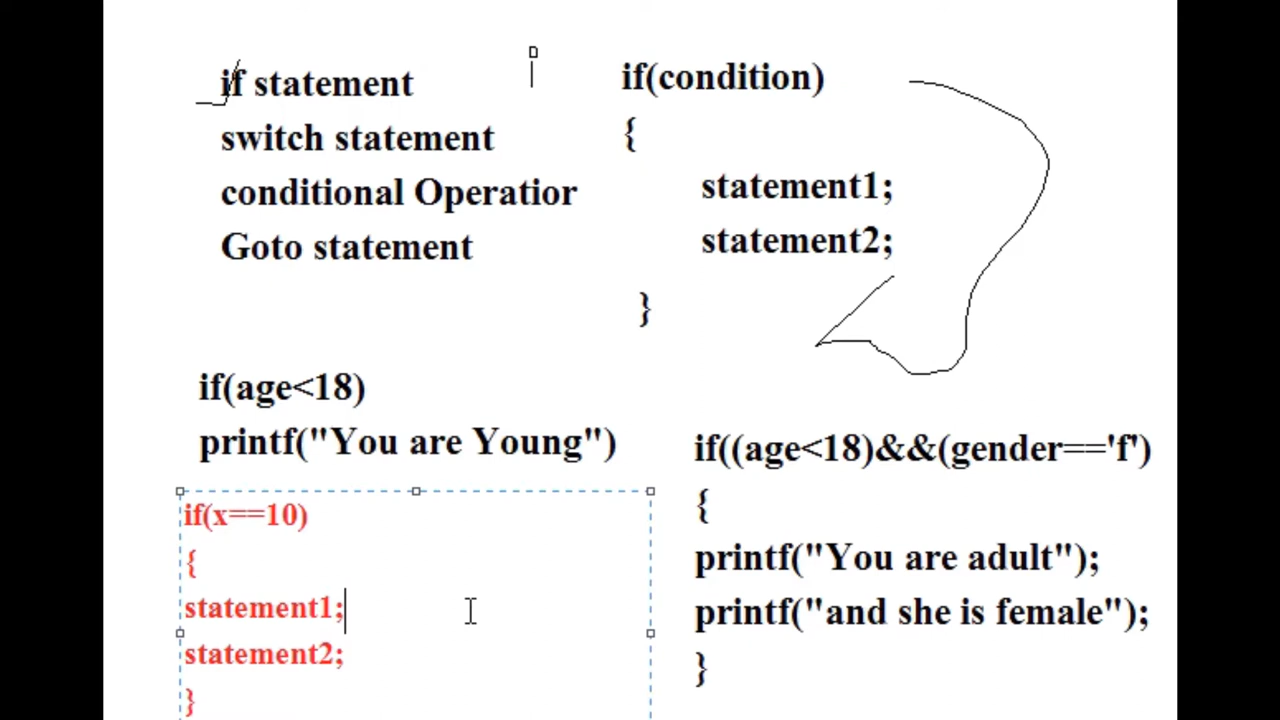 if statement
switch statement
conditional Operatior
Goto statement
if(condition)
{
statement1;
statement2;
}
if(age<18)
printf("You are Young")
if(x==10)
{
statement1;
statement2;
}
if((age<18)&&(gender=='f')
{
printf("You are adult");
printf("and she is female");
}